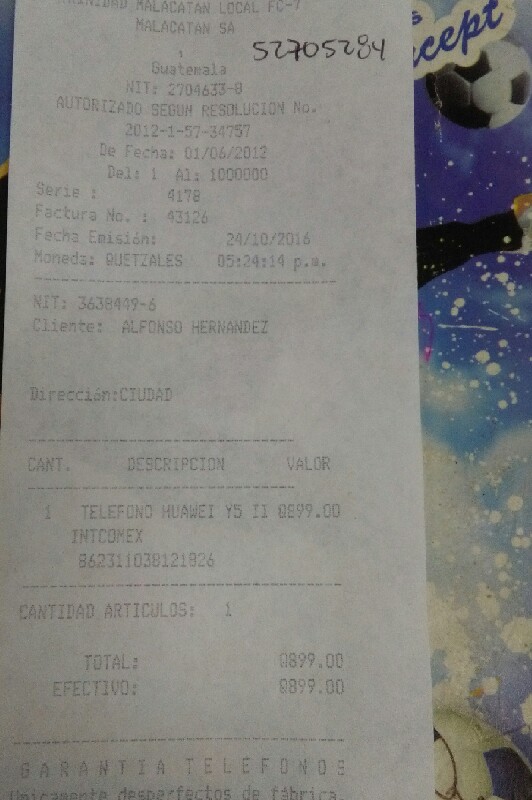 TRINIDAD MALACATAN LOCAL FC-7
MALACATAN SA
1
52705284
Guatemala
NIT: 2704633-8
AUTORIZADO SEGUN RESOLUCION No.
2012-1-57-34757
De Fecha: 01/06/2012
Del: 1 Al: 1000000
Serie : 4178
Factura No. : 43126
Fecha Emisión: 24/10/2016
Moneda: QUETZALES 05:24:14 p.m.
NIT: 3638449-6
Cliente: ALFONSO HERNANDEZ
Dirección:CIUDAD
CANT. DESCRIPCION VALOR
1 TELEFONO HUAWEI Y5 II Q899.00
INTCOMEX
862311038121826
CANTIDAD ARTICULOS: 1
TOTAL: Q899.00
EFECTIVO: Q899.00
GARANTIA TELEFONOS
Unicamente desperfectos de fábrica.